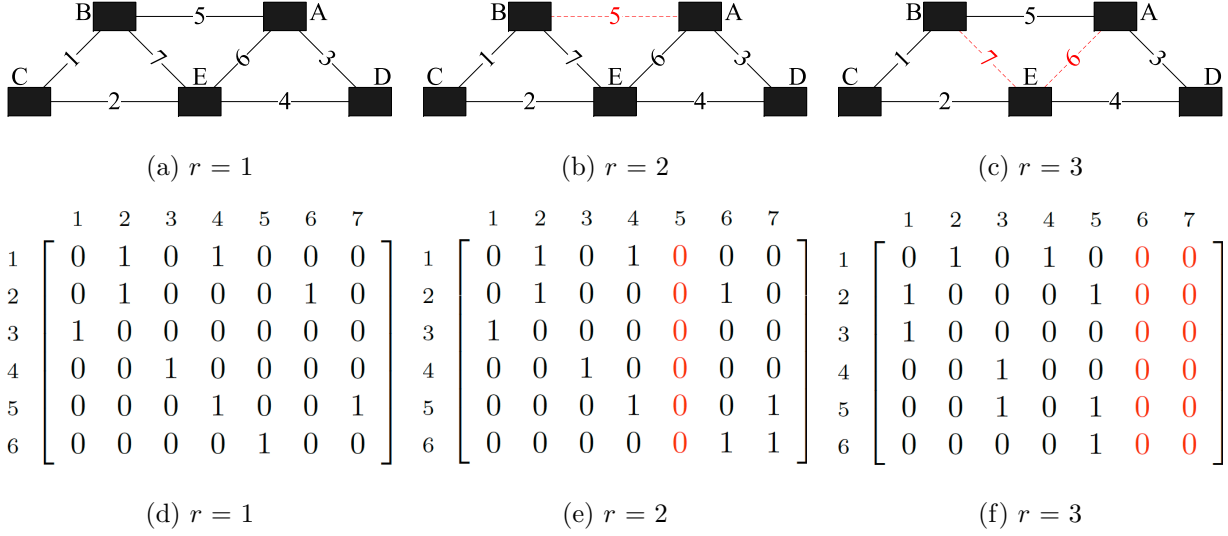 B 5 A B 5 A B 5 A
1 7 6 3 1 7 6 3 1 7 6 3
C E D C E D C E D
2 4 2 4 2 4
(a) r = 1 (b) r = 2 (c) r = 3
1 2 3 4 5 6 7 1 2 3 4 5 6 7 1 2 3 4 5 6 7
1 0 1 0 1 0 0 0 1 0 1 0 1 0 0 0 1 0 1 0 1 0 0 0
2 0 1 0 0 0 1 0 2 0 1 0 0 0 1 0 2 1 0 0 0 1 0 0
3 1 0 0 0 0 0 0 3 1 0 0 0 0 0 0 3 1 0 0 0 0 0 0
4 0 0 1 0 0 0 0 4 0 0 1 0 0 0 0 4 0 0 1 0 0 0 0
5 0 0 0 1 0 0 1 5 0 0 0 1 0 0 1 5 0 0 1 0 1 0 0
6 0 0 0 0 1 0 0 6 0 0 0 0 0 1 1 6 0 0 0 0 1 0 0
(d) r = 1 (e) r = 2 (f) r = 3